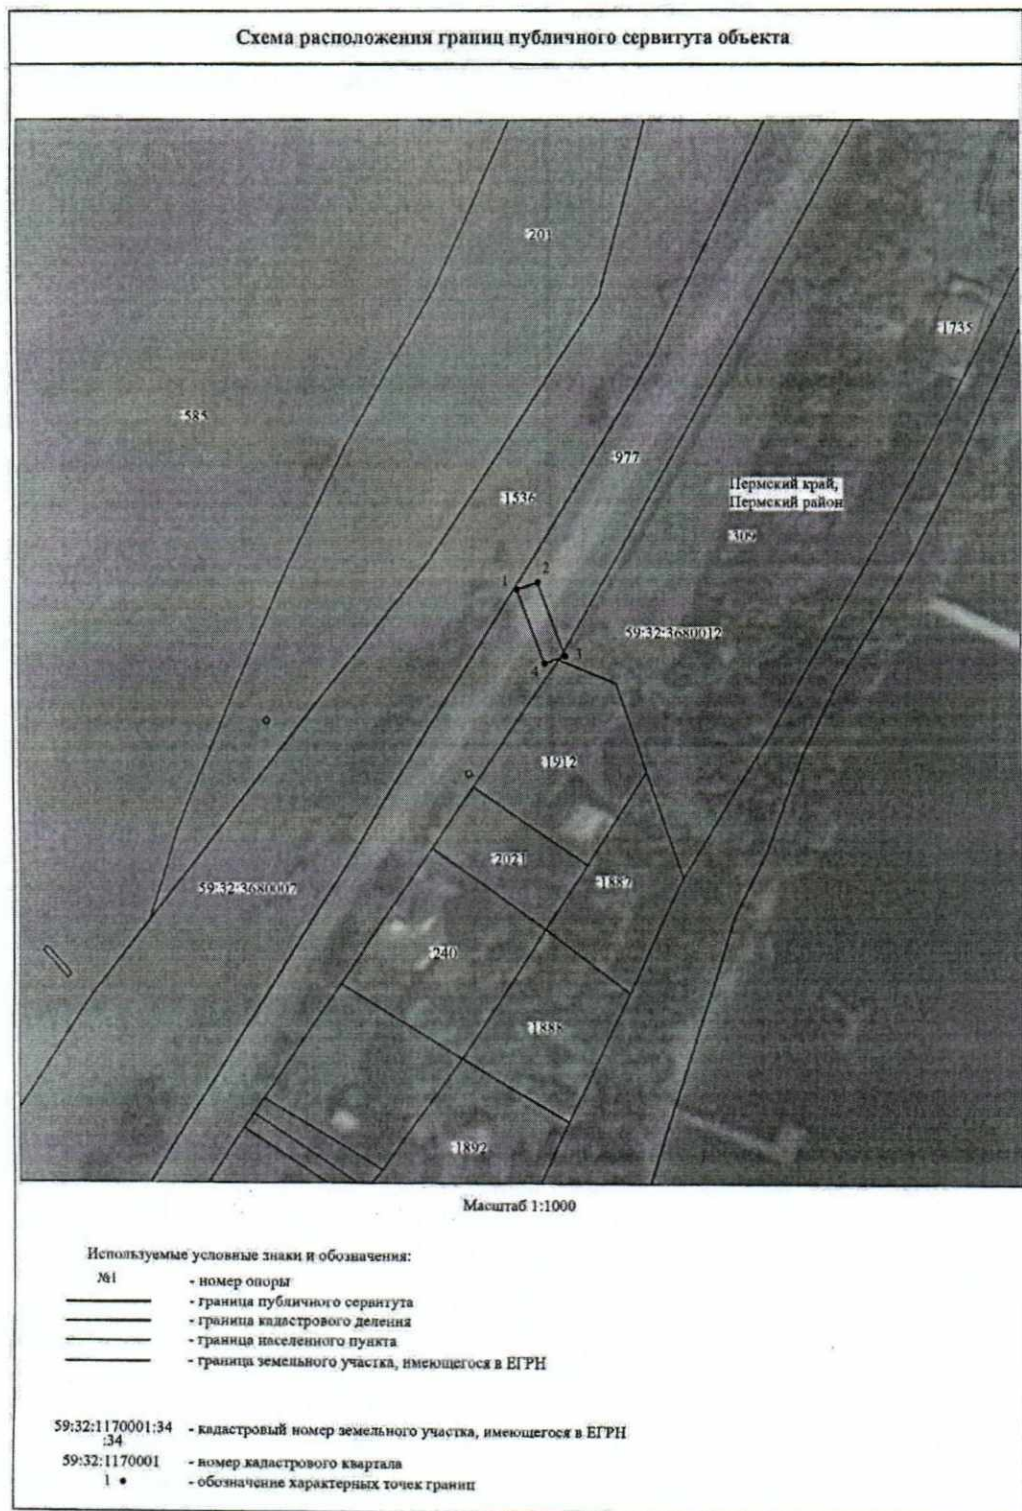 Схема расположения границ публичного сервитута объекта
:201
:1735
:585
:977
Пермский край,
Пермский район
:1536
:309
1
2
59:32:3680012
3
4
:1912
:2021
:1887
59:32:3680007
:240
:1888
:1892
Масштаб 1:1000
Используемые условные знаки и обозначения:
№1 - номер опоры
- граница публичного сервитута
- граница кадастрового деления
- граница населенного пункта
- граница земельного участка, имеющегося в ЕГРН
59:32:1170001:34
:34 - кадастровый номер земельного участка, имеющегося в ЕГРН
59:32:1170001 - номер кадастрового квартала
1 - обозначение характерных точек границ